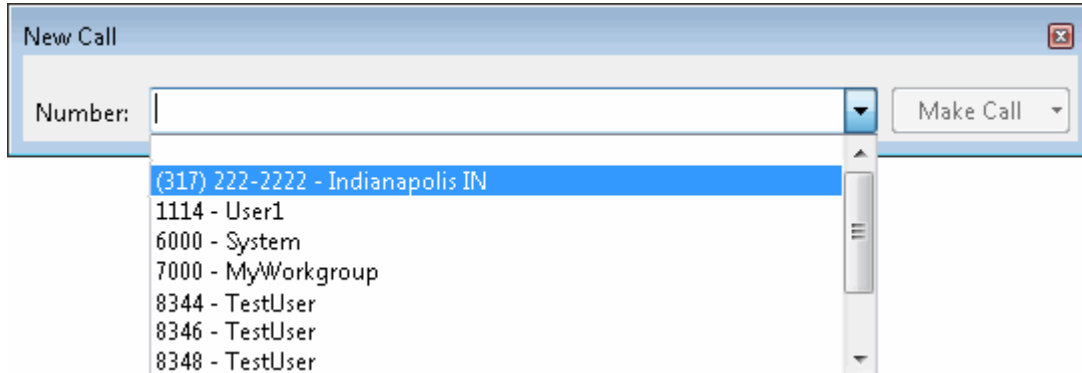 New Call
Number: Make Call
(317) 222-2222 - Indianapolis IN
1114 - User1
6000 - System
7000 - MyWorkgroup
8344 - TestUser
8346 - TestUser
8348 - TestUser